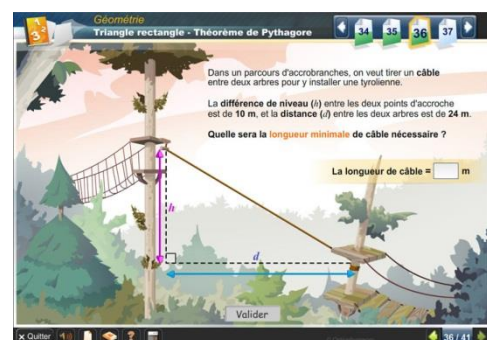 Géométrie
Triangle rectangle - Théorème de Pythagore
34 35 36 37
Dans un parcours d'accrobranches, on veut tirer un câble
entre deux arbres pour y installer une tyrolienne.
La différence de niveau (h) entre les deux points d'accroche
est de 10 m, et la distance (d) entre les deux arbres est de 24 m.
Quelle sera la longueur minimale de câble nécessaire ?
La longueur de câble = m
h
d
Valider
× Quitter
?
36 / 41